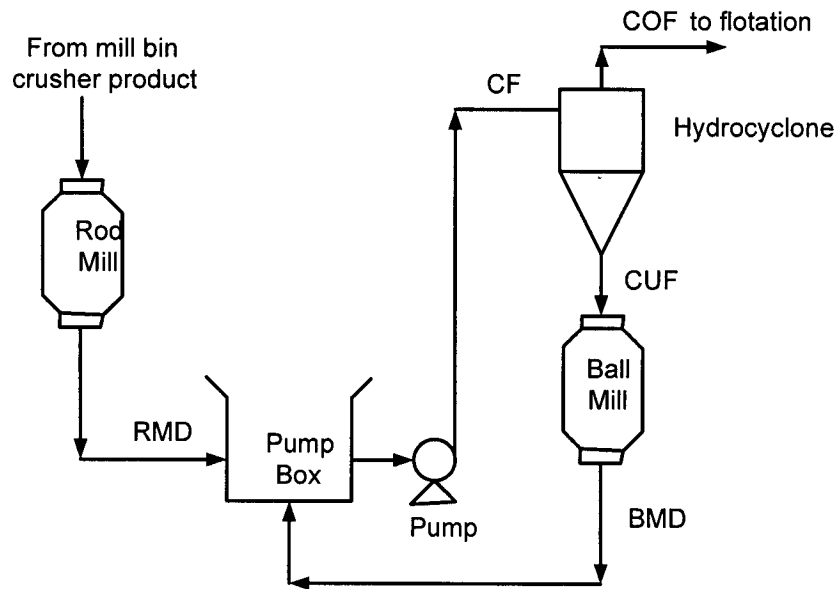 From mill bin
crusher product
COF to flotation
CF
Hydrocyclone
Rod
Mill
CUF
Ball
Mill
RMD
Pump
Box
Pump
BMD